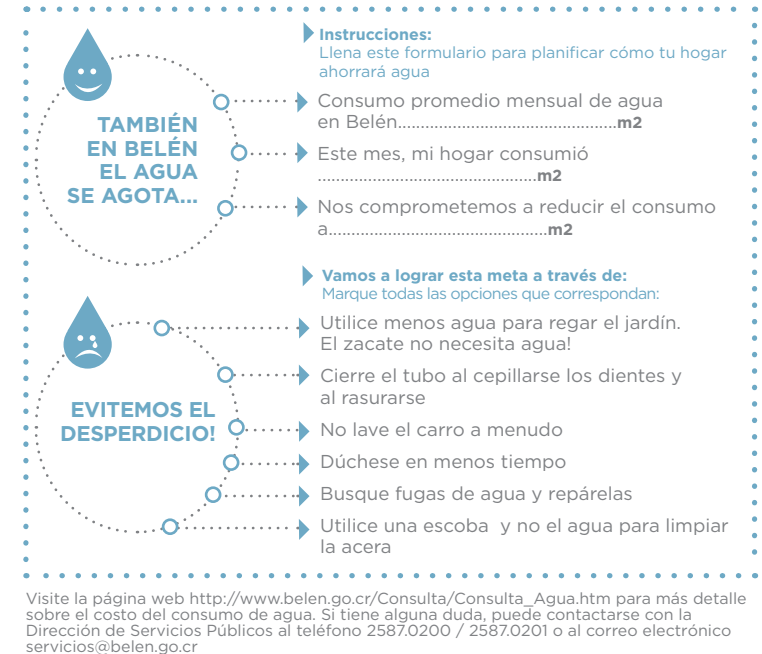 TAMBIÉN
EN BELÉN
EL AGUA
SE AGOTA...
Instrucciones:
Llena este formulario para planificar cómo tu hogar
ahorrará agua
Consumo promedio mensual de agua
en Belén................................................m2
Este mes, mi hogar consumió
................................................m2
Nos comprometemos a reducir el consumo
a................................................m2
EVITEMOS EL
DESPERDICIO!
Vamos a lograr esta meta a través de:
Marque todas las opciones que correspondan:
Utilice menos agua para regar el jardín.
El zacate no necesita agua!
Cierre el tubo al cepillarse los dientes y
al rasurarse
No lave el carro a menudo
Dúchese en menos tiempo
Busque fugas de agua y repárelas
Utilice una escoba y no el agua para limpiar
la acera
Visite la página web http://www.belen.go.cr/Consulta/Consulta_Agua.htm para más detalle
sobre el costo del consumo de agua. Si tiene alguna duda, puede contactarse con la
Dirección de Servicios Públicos al teléfono 2587.0200 / 2587.0201 o al correo electrónico
servicios@belen.go.cr